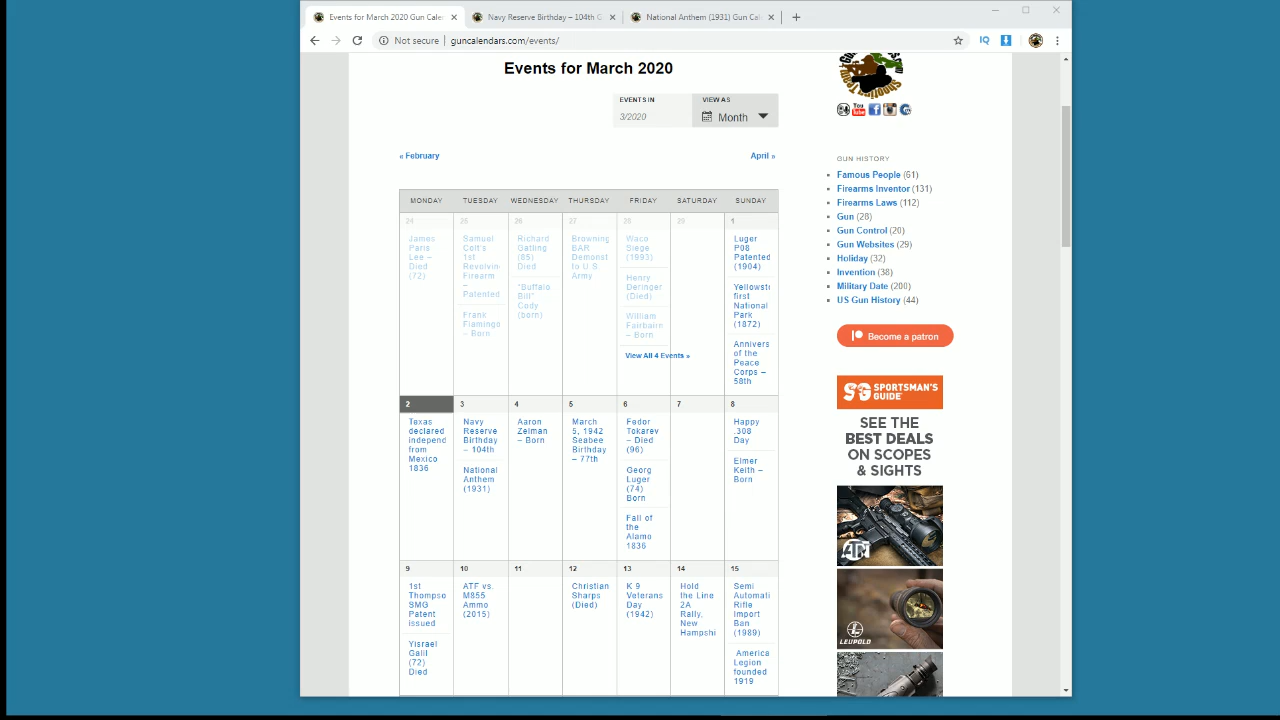 Events for March 2020 Gun Cale
Navy Reserve Birthday – 104th G
National Anthem (1931) Gun Cal
Not secure | guncalendars.com/events/
IQ
Events for March 2020
EVENTS IN
3/2020
VIEW AS
Month
« February
April »
MONDAY TUESDAY WEDNESDAY THURSDAY FRIDAY SATURDAY SUNDAY
24 25 26 27 28 29 1
James
Paris
Lee –
Died
(72)
Samuel
Colt's
1st
Revolvin
Firearm
–
Patented
Frank
Flamingo
– Born
Richard
Gatling
(85)
Died
"Buffalo
Bill"
Cody
(born)
Browning
BAR
Demonst
to U S
Army
Waco
Siege
(1993)
Henry
Deringer
(Died)
William
Fairbairn
– Born
View All 4 Events »
Luger
P08
Patented
(1904)
Yellowst
first
National
Park
(1872)
Annivers
of the
Peace
Corps –
58th
2 3 4 5 6 7 8
Texas
declared
independ
from
Mexico
1836
Navy
Reserve
Birthday
– 104th
National
Anthem
(1931)
Aaron
Zelman
– Born
March
5, 1942
Seabee
Birthday
– 77th
Fedor
Tokarev
– Died
(96)
Georg
Luger
(74)
Born
Fall of
the
Alamo
1836
Happy
.308
Day
Elmer
Keith –
Born
9 10 11 12 13 14 15
1st
Thompso
SMG
Patent
issued
Yisrael
Galil
(72)
Died
ATF vs.
M855
Ammo
(2015)
Christian
Sharps
(Died)
K 9
Veterans
Day
(1942)
Hold
the Line
2A
Rally,
New
Hampshi
Semi
Automati
Rifle
Import
Ban
(1989)
America
Legion
founded
1919
Shooting Team
You
Tube
GUN HISTORY
Famous People (61)
Firearms Inventor (131)
Firearms Laws (112)
Gun (28)
Gun Control (20)
Gun Websites (29)
Holiday (32)
Invention (38)
Military Date (200)
US Gun History (44)
Become a patron
SG SPORTSMAN'S
GUIDE
SEE THE
BEST DEALS
ON SCOPES
& SIGHTS
ATN
LEUPOLD